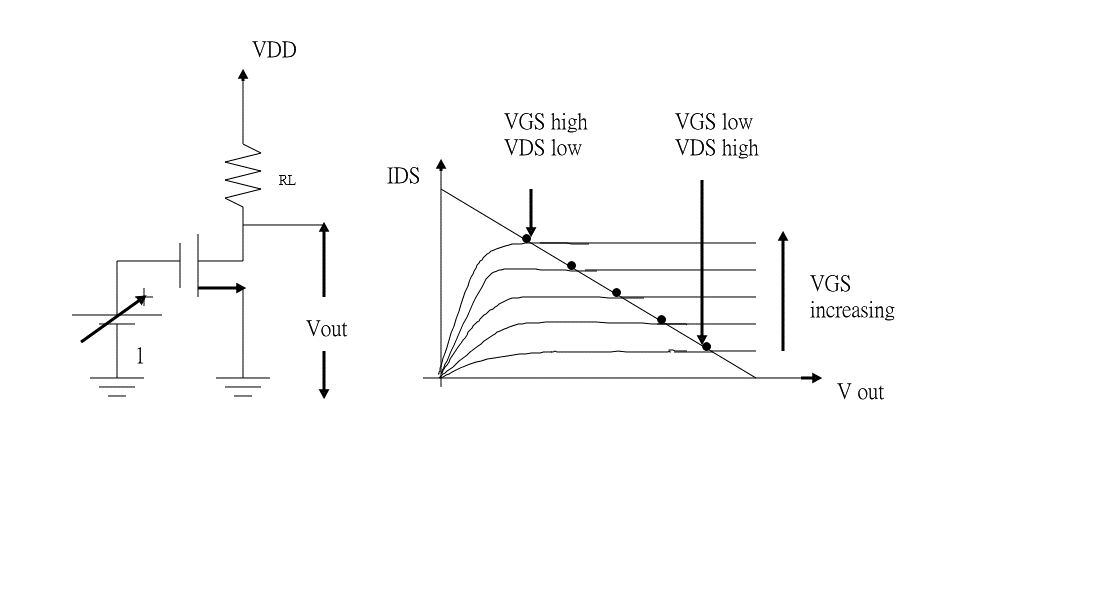 VDD
RL
1
Vout
IDS
VGS high
VDS low
VGS low
VDS high
VGS
increasing
V out